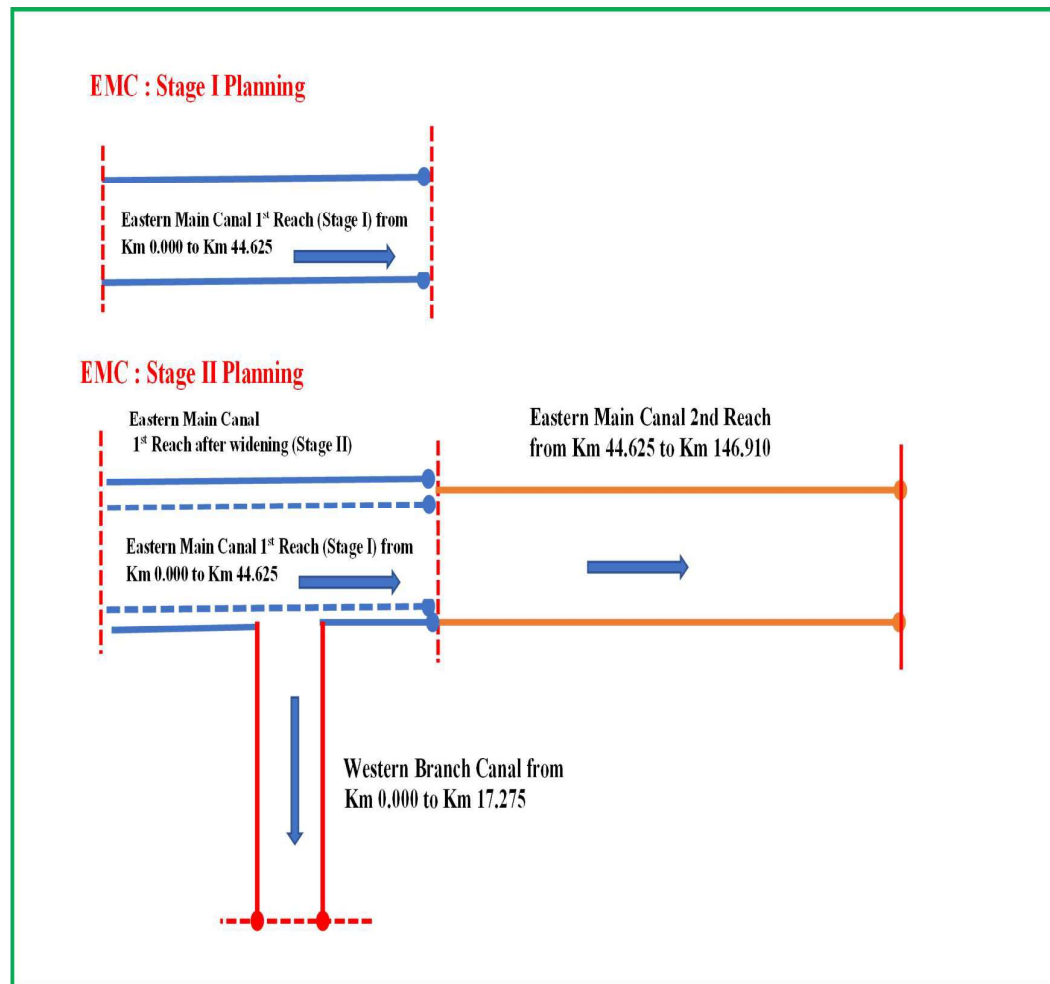 EMC : Stage I Planning
Eastern Main Canal 1st Reach (Stage I) from
Km 0.000 to Km 44.625
EMC : Stage II Planning
Eastern Main Canal
1st Reach after widening (Stage II)
Eastern Main Canal 2nd Reach
from Km 44.625 to Km 146.910
Eastern Main Canal 1st Reach (Stage I) from
Km 0.000 to Km 44.625
Western Branch Canal from
Km 0.000 to Km 17.275